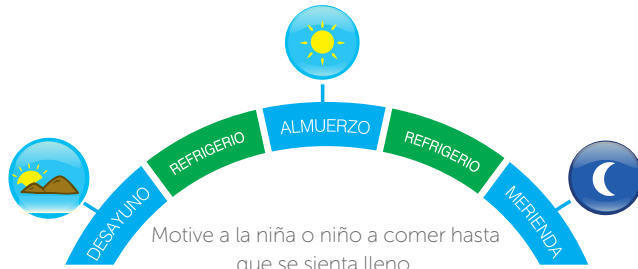 DESAYUNO
REFRIGERIO
ALMUERZO
REFRIGERIO
MERIENDA
Motive a la niña o niño a comer hasta
que se sienta lleno